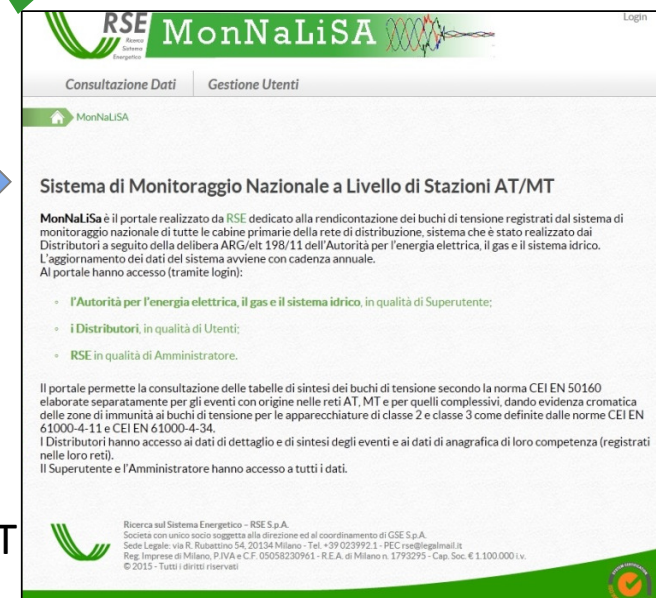 Login
RSE
Ricerca
Sistema
Energetico
MonNaLiSA
Consultazione Dati
Gestione Utenti
MonNaLiSA
Sistema di Monitoraggio Nazionale a Livello di Stazioni AT/MT
MonNaLiSa è il portale realizzato da RSE dedicato alla rendicontazione dei buchi di tensione registrati dal sistema di
monitoraggio nazionale di tutte le cabine primarie della rete di distribuzione, sistema che è stato realizzato dai
Distributori a seguito della delibera ARG/elt 198/11 dell'Autorità per l'energia elettrica, il gas e il sistema idrico.
L'aggiornamento dei dati del sistema avviene con cadenza annuale.
Al portale hanno accesso (tramite login):
l'Autorità per l'energia elettrica, il gas e il sistema idrico, in qualità di Superutente;
i Distributori, in qualità di Utenti;
RSE in qualità di Amministratore.
Il portale permette la consultazione delle tabelle di sintesi dei buchi di tensione secondo la norma CEI EN 50160
elaborate separatamente per gli eventi con origine nelle reti AT, MT e per quelli complessivi, dando evidenza cromatica
delle zone di immunità ai buchi di tensione per le apparecchiature di classe 2 e classe 3 come definite dalle norme CEI EN
61000-4-11 e CEI EN 61000-4-34.
I Distributori hanno accesso ai dati di dettaglio e di sintesi degli eventi e ai dati di anagrafica di loro competenza (registrati
nelle loro reti).
Il Superutente e l'Amministratore hanno accesso a tutti i dati.
T
Ricerca sul Sistema Energetico – RSE S.p.A.
Società con unico socio soggetta alla direzione ed al coordinamento di GSE S.p.A.
Sede Legale: via R. Rubattino 54, 20134 Milano - Tel. +39 023992.1 - PEC rse@legalmail.it
Reg. Imprese di Milano, P.IVA e C.F. 05058230961 - R.E.A. di Milano n. 1793295 - Cap. Soc. € 1.100.000 i.v.
© 2015 - Tutti i diritti riservati